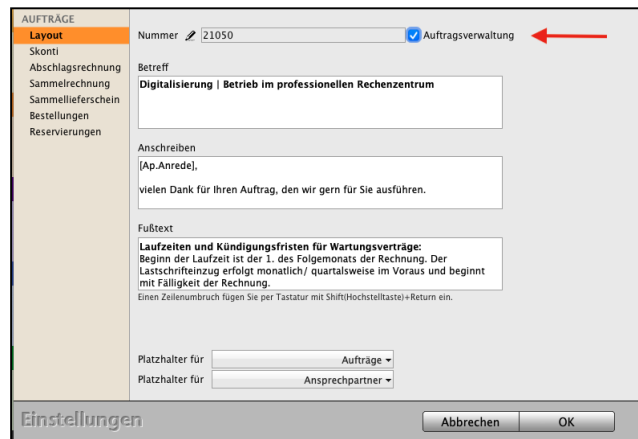 AUFTRÄGE
Layout
Skonti
Abschlagsrechnung
Sammelrechnung
Sammellieferschein
Bestellungen
Reservierungen
Nummer 21050 Auftragsverwaltung
Betreff
Digitalisierung | Betrieb im professionellen Rechenzentrum
Anschreiben
[Ap.Anrede],
vielen Dank für Ihren Auftrag, den wir gern für Sie ausführen.
Fußtext
Laufzeiten und Kündigungsfristen für Wartungsverträge:
Beginn der Laufzeit ist der 1. des Folgemonats der Rechnung. Der
Lastschrifteinzug erfolgt monatlich/ quartalsweise im Voraus und beginnt
mit Fälligkeit der Rechnung.
Einen Zeilenumbruch fügen Sie per Tastatur mit Shift(Hochstelltaste)+Return ein.
Platzhalter für Aufträge
Platzhalter für Ansprechpartner
Einstellungen
Abbrechen OK